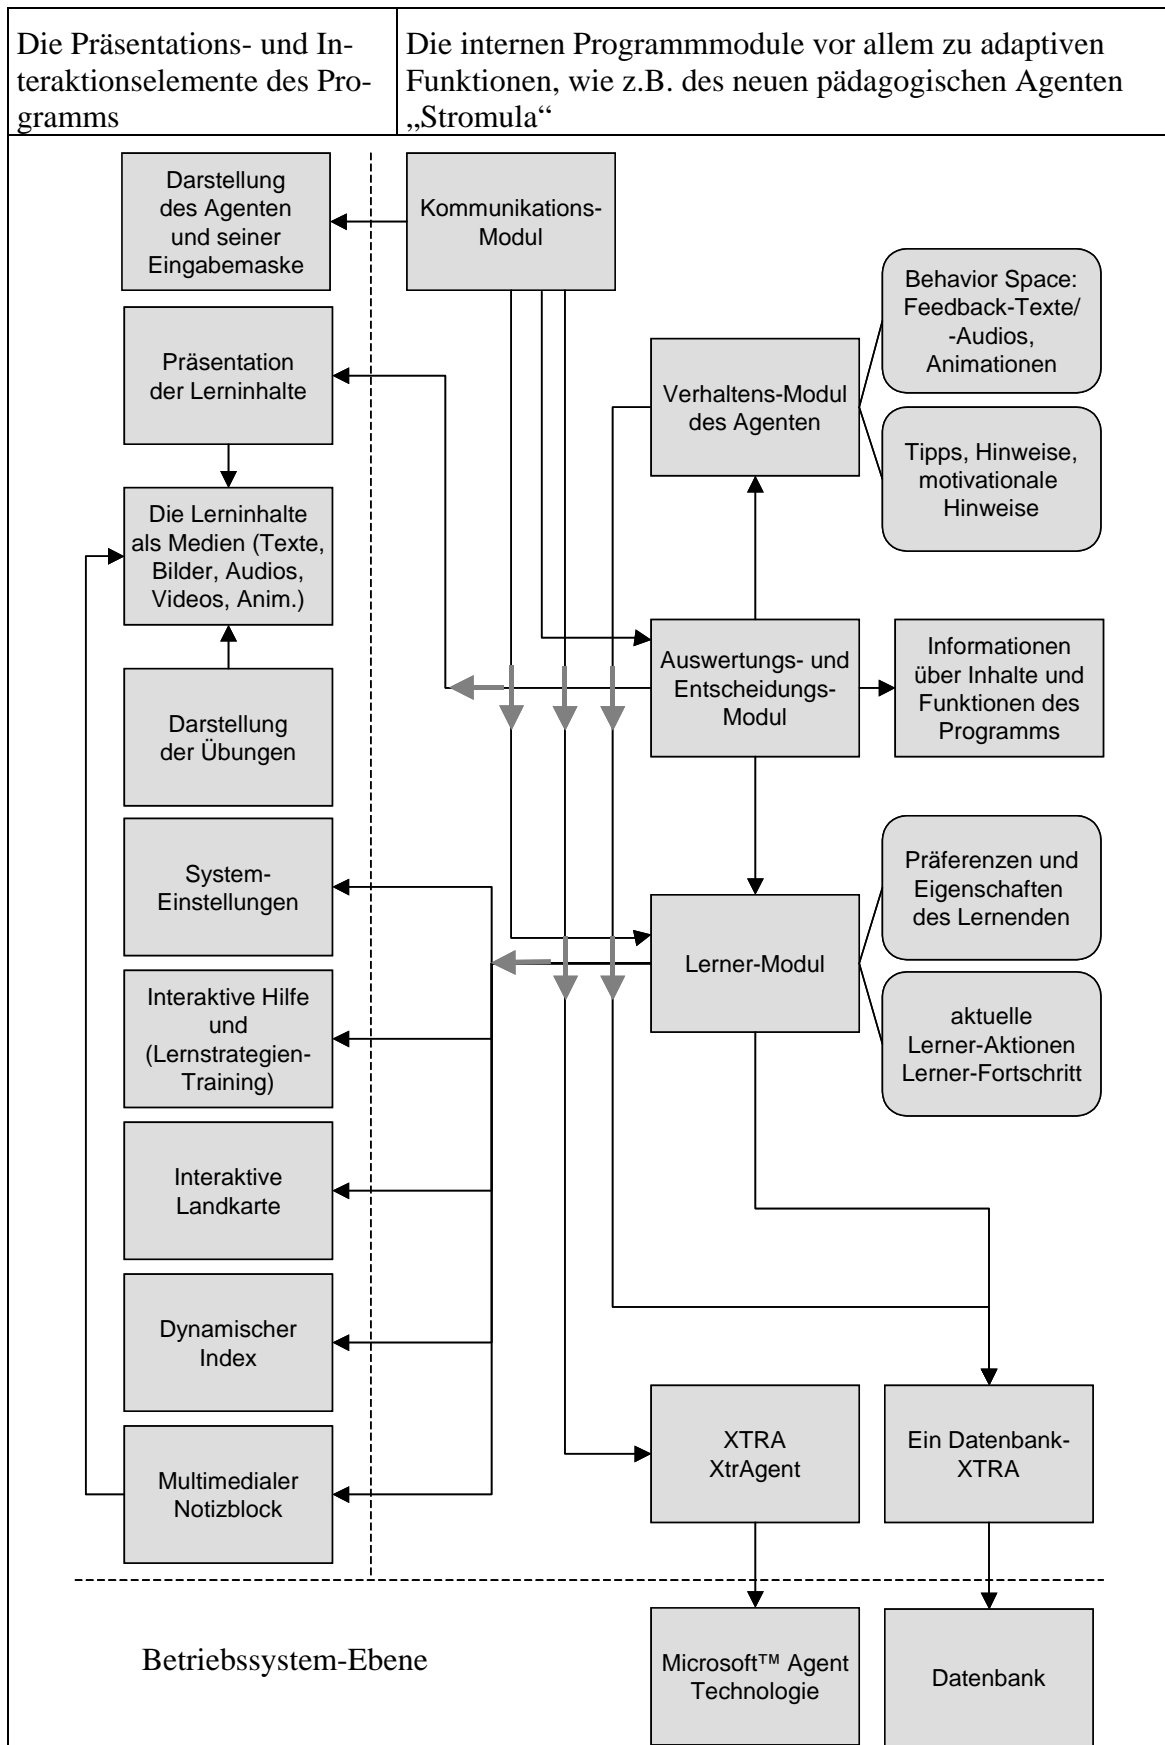 Die Präsentations- und In-
teraktionselemente des Pro-
gramms
Die internen Programmmodule vor allem zu adaptiven
Funktionen, wie z.B. des neuen pädagogischen Agenten
„Stromula“
Darstellung
des Agenten
und seiner
Eingabemaske
Kommunikations-
Modul
Behavior Space:
Feedback-Texte/
-Audios,
Animationen
Präsentation
der Lerninhalte
Verhaltens-Modul
des Agenten
Tipps, Hinweise,
motivationale
Hinweise
Die Lerninhalte
als Medien (Texte,
Bilder, Audios,
Videos, Anim.)
Auswertungs- und
Entscheidungs-
Modul
Informationen
über Inhalte und
Funktionen des
Programms
Darstellung
der Übungen
System-
Einstellungen
Präferenzen und
Eigenschaften
des Lernenden
Lerner-Modul
Interaktive Hilfe
und
(Lernstrategien-
Training)
aktuelle
Lerner-Aktionen
Lerner-Fortschritt
Interaktive
Landkarte
Dynamischer
Index
Multimedialer
Notizblock
XTRA
XtrAgent
Ein Datenbank-
XTRA
Betriebssystem-Ebene
Microsoft™ Agent
Technologie
Datenbank